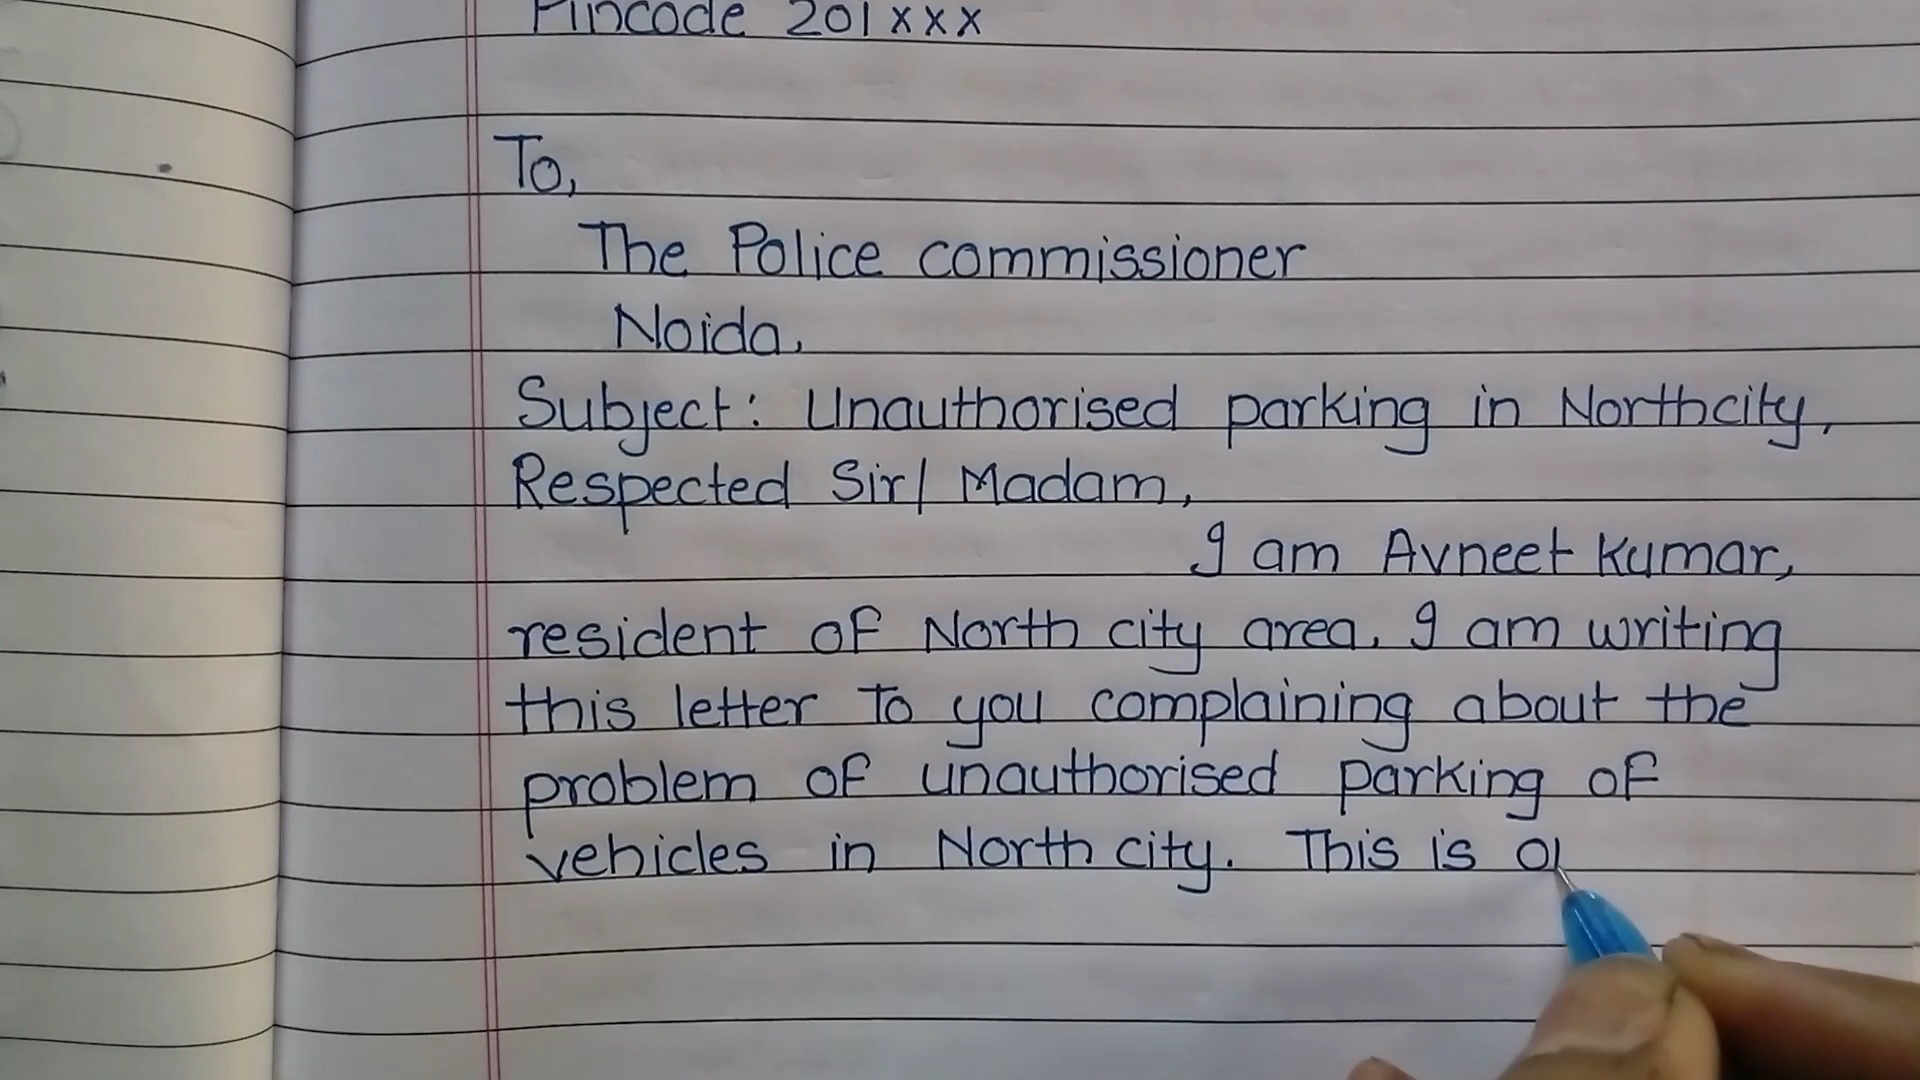 Pincode 201xxx
To,
The Police commissioner
Noida,
Subject: Unauthorised parking in Northcity,
Respected Sir/ Madam,
I am Avneet Kumar,
resident of North city area. I am writing
this letter to you complaining about the
problem of unauthorised parking of
vehicles in North city. This is